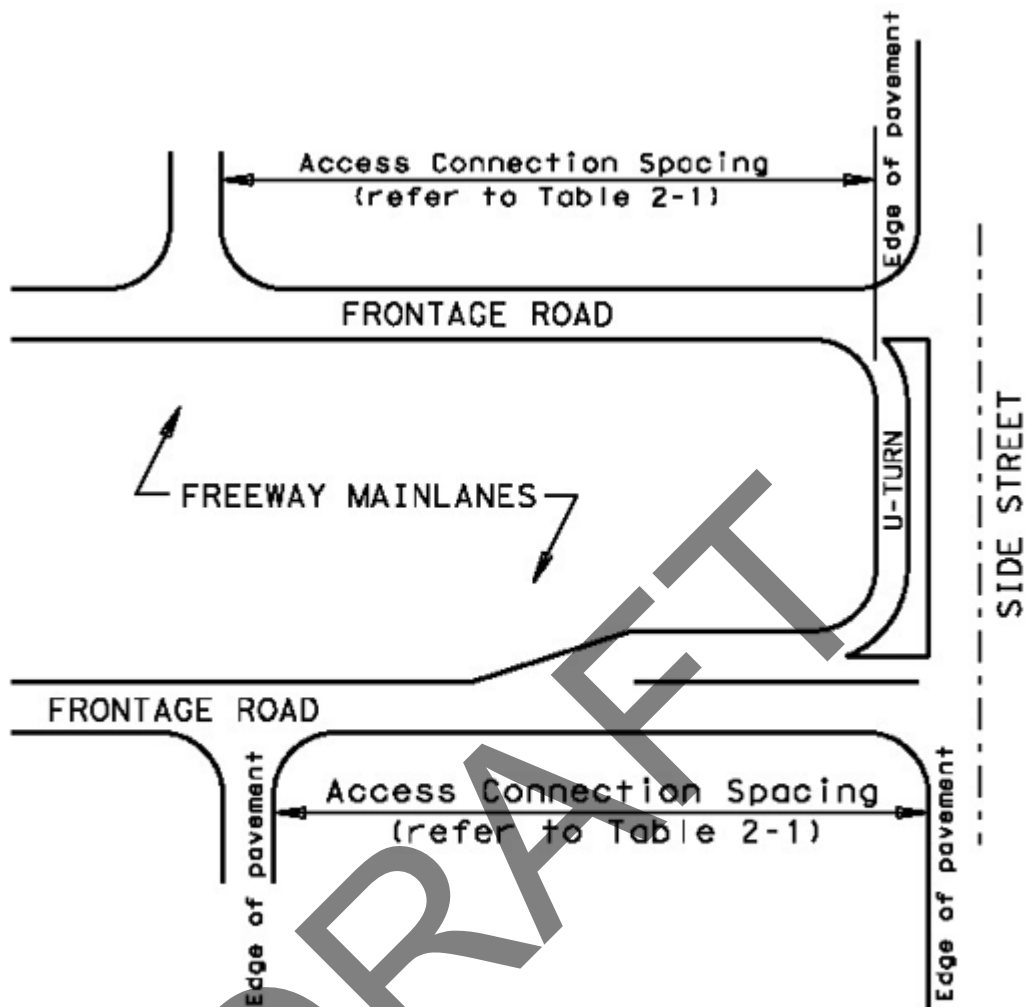 Edge of pavement
Access Connection Spacing
(refer to Table 2-1)
FRONTAGE ROAD
FREEWAY MAINLANES
U-TURN
SIDE STREET
FRONTAGE ROAD
Edge of pavement
Access Connection Spacing
(refer to Table 2-1)
Edge of pavement
DRAFT